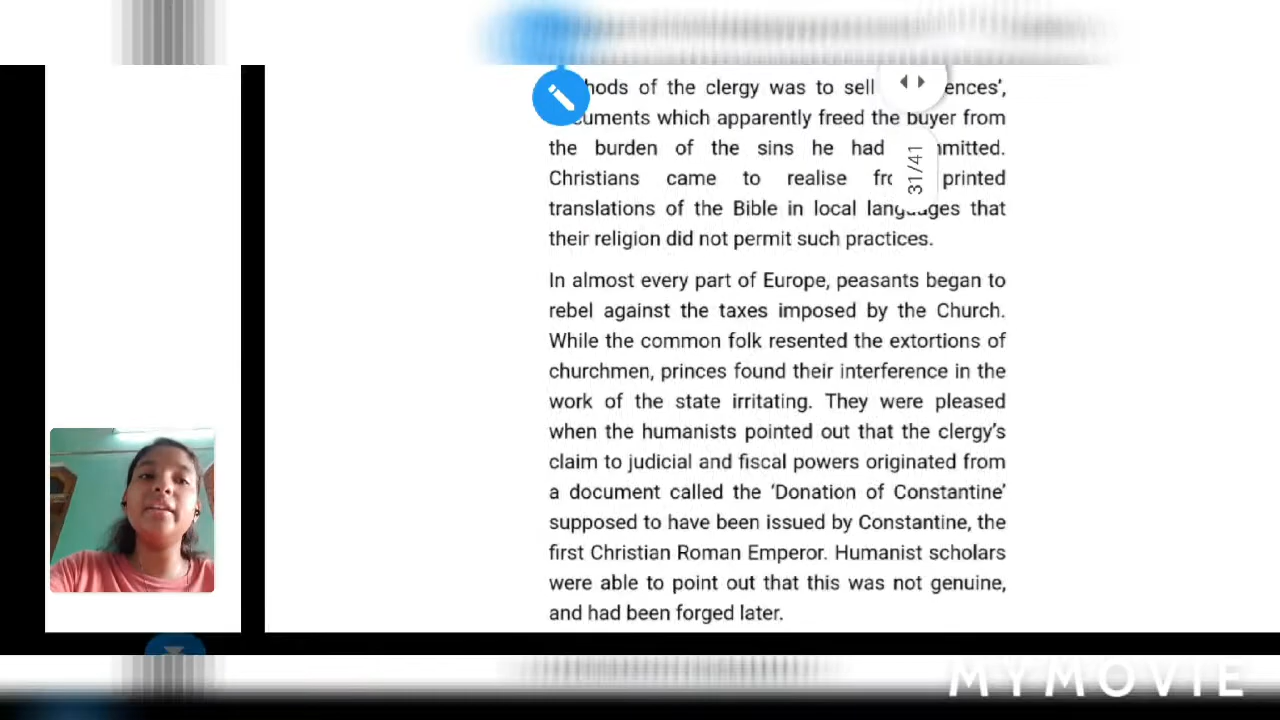 of the clergy was to sell
which apparently freed the buyer from
the burden of the sins he had
Christians came to realise printed
translations of the Bible in local languages that
their religion did not permit such practices.
In almost every part of Europe, peasants began to
rebel against the taxes imposed by the Church.
While the common folk resented the extortions of
churchmen, princes found their interference in the
work of the state irritating. They were pleased
when the humanists pointed out that the clergy's
claim to judicial and fiscal powers originated from
a document called the ‘Donation of Constantine’
supposed to have been issued by Constantine, the
first Christian Roman Emperor. Humanist scholars
were able to point out that this was not genuine,
and had been forged later.
31/41
MYMOVIE